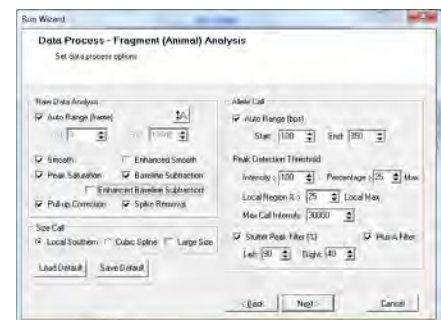 Run Wizard
Data Process - Fragment (Animal) Analysis
Set data process options
Raw Data Analysis
Auto Range (frame)
Smooth Enhanced Smooth
Peak Saturation Baseline Subtraction
Enhanced Baseline Subtraction
Pull-up Correction Spike Removal
Size Call
Local Southern Cubic Spline Large Size
Load Default Save Default
Allele Call
Auto Range (bps)
Start: 100 End: 350
Peak Detection Threshold
Intensity > 100 Percentage > 25 Max
Local Region % > 25 Local Max
Max Call Intensity: 30000
Stutter Peak Filter (%) Plus A Filter
Left: 90 Right: 40
< Back Next > Cancel